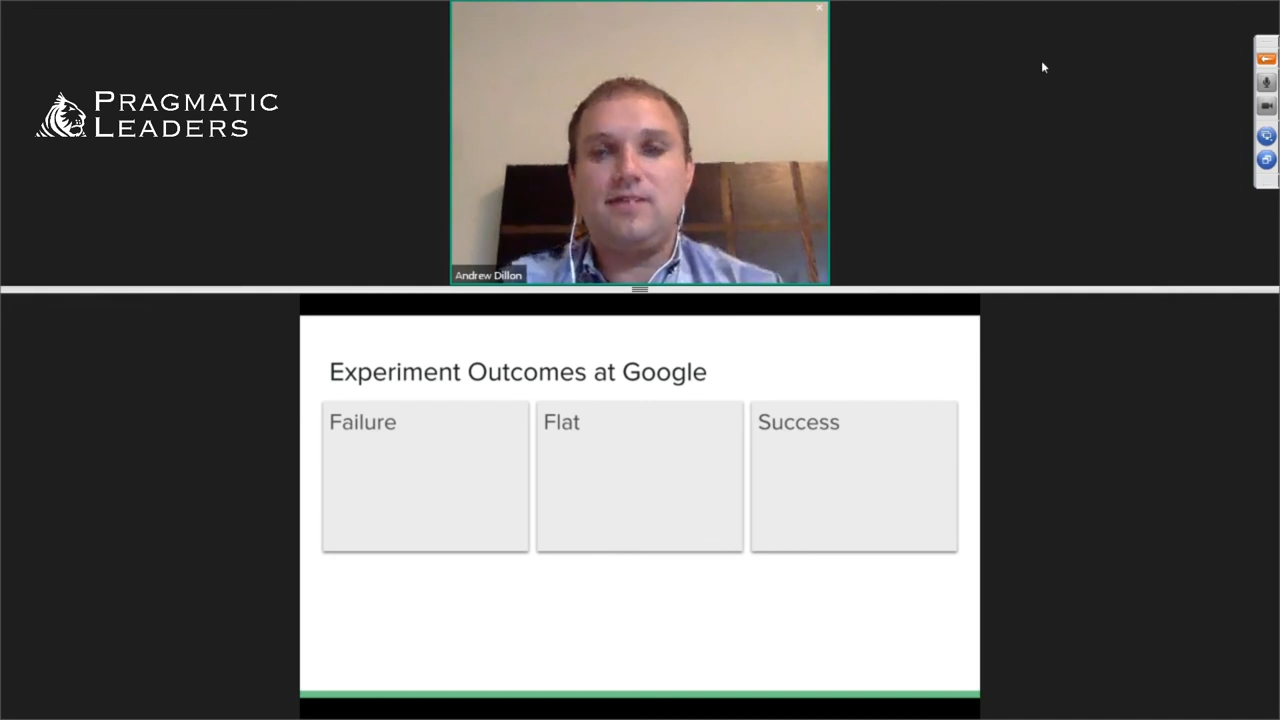 PRAGMATIC
LEADERS
Andrew Dillon
Experiment Outcomes at Google
Failure
Flat
Success